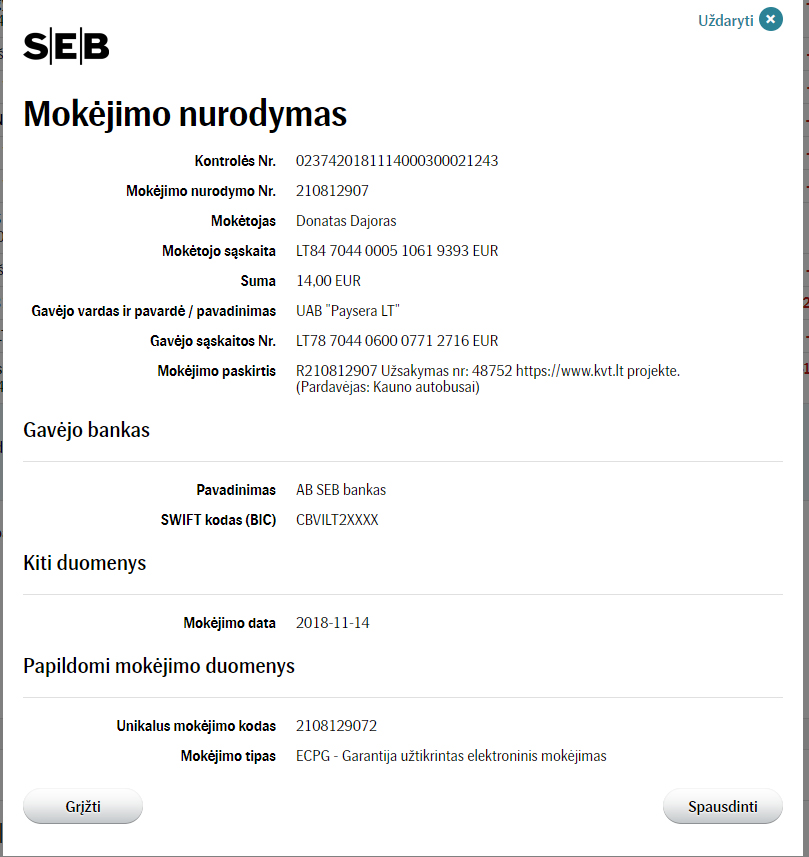 Uždaryti
SEB
Mokėjimo nurodymas
Kontrolės Nr. 0237420181114000300021243
Mokėjimo nurodymo Nr. 210812907
Mokėtojas Donatas Dajoras
Mokėtojo sąskaita LT84 7044 0005 1061 9393 EUR
Suma 14,00 EUR
Gavėjo vardas ir pavardė / pavadinimas UAB "Paysera LT"
Gavėjo sąskaitos Nr. LT78 7044 0600 0771 2716 EUR
Mokėjimo paskirtis R210812907 Užsakymas nr: 48752 https://www.kvt.lt projekte.
(Pardavėjas: Kauno autobusai)
Gavėjo bankas
Pavadinimas AB SEB bankas
SWIFT kodas (BIC) CBVILT2XXXX
Kiti duomenys
Mokėjimo data 2018-11-14
Papildomi mokėjimo duomenys
Unikalus mokėjimo kodas 2108129072
Mokėjimo tipas ECPG - Garantija užtikrintas elektroninis mokėjimas
Grįžti Spausdinti